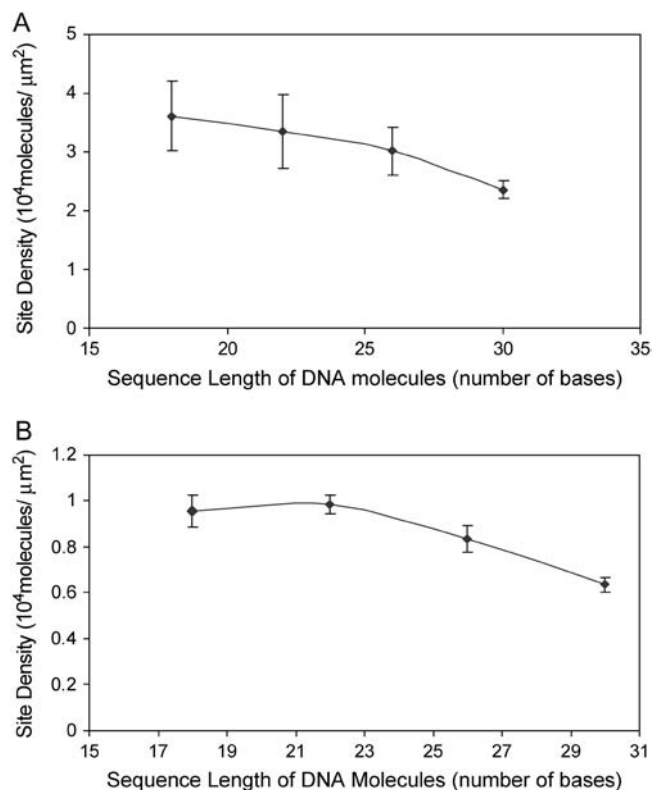 A
5
4
3
2
1
0
15 20 25 30 35
Site Density (10⁴molecules/ μm²)
Sequence Length of DNA molecules (number of bases)
B
1.2
1
0.8
0.6
0.4
0.2
0
15 17 19 21 23 25 27 29 31
Site Density (10⁴molecules/ μm²)
Sequence Length of DNA Molecules (number of bases)